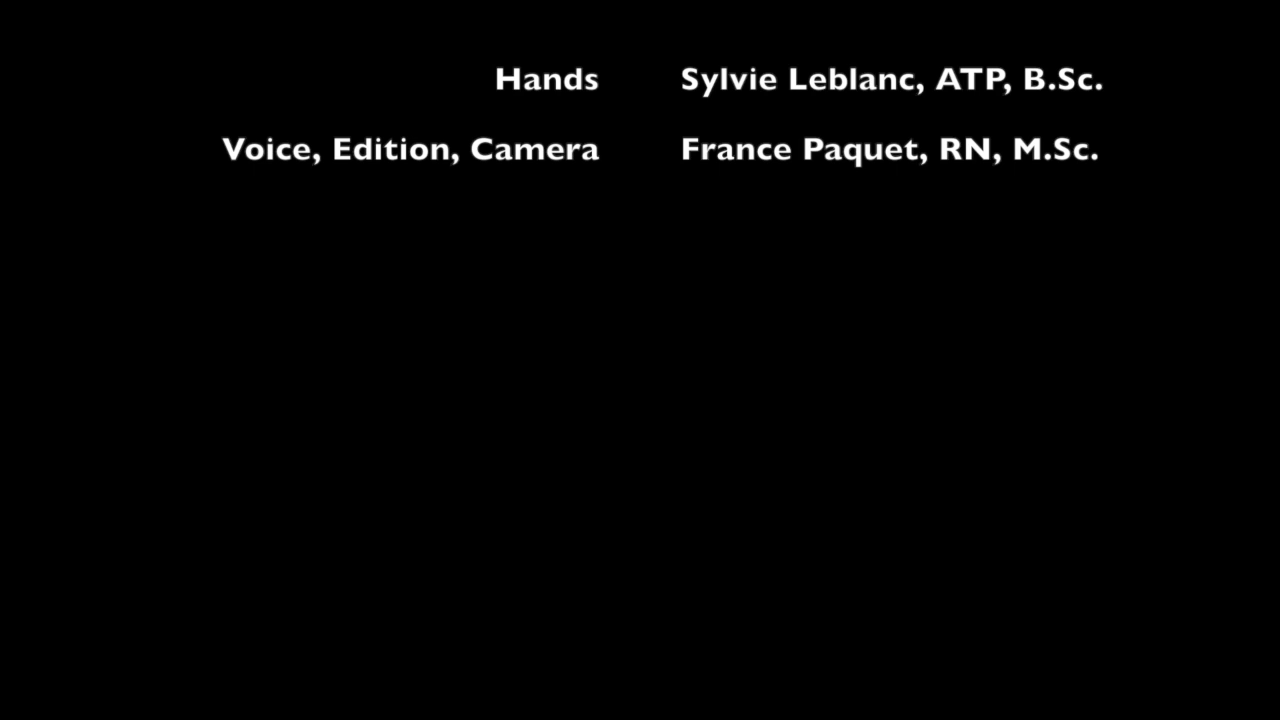 Hands Sylvie Leblanc, ATP, B.Sc.
Voice, Edition, Camera France Paquet, RN, M.Sc.